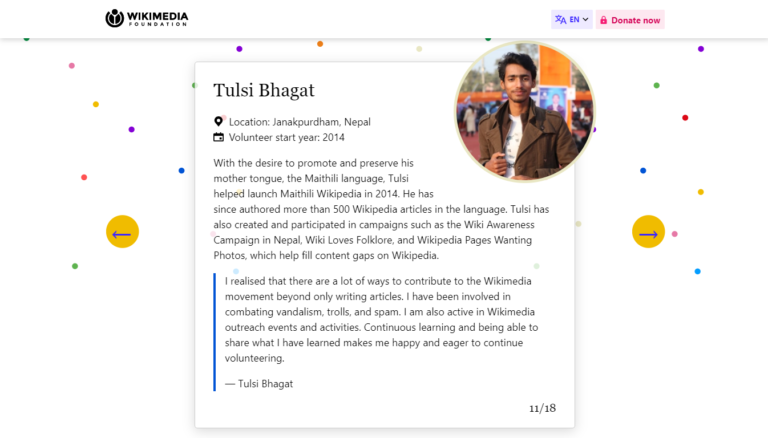 WIKIMEDIA
FOUNDATION
EN
Donate now
Tulsi Bhagat
Location: Janakpurdham, Nepal
Volunteer start year: 2014
With the desire to promote and preserve his
mother tongue, the Maithili language, Tulsi
helped launch Maithili Wikipedia in 2014. He has
since authored more than 500 Wikipedia articles in the language. Tulsi has
also created and participated in campaigns such as the Wiki Awareness
Campaign in Nepal, Wiki Loves Folklore, and Wikipedia Pages Wanting
Photos, which help fill content gaps on Wikipedia.
I realised that there are a lot of ways to contribute to the Wikimedia
movement beyond only writing articles. I have been involved in
combating vandalism, trolls, and spam. I am also active in Wikimedia
outreach events and activities. Continuous learning and being able to
share what I have learned makes me happy and eager to continue
volunteering.
— Tulsi Bhagat
11/18